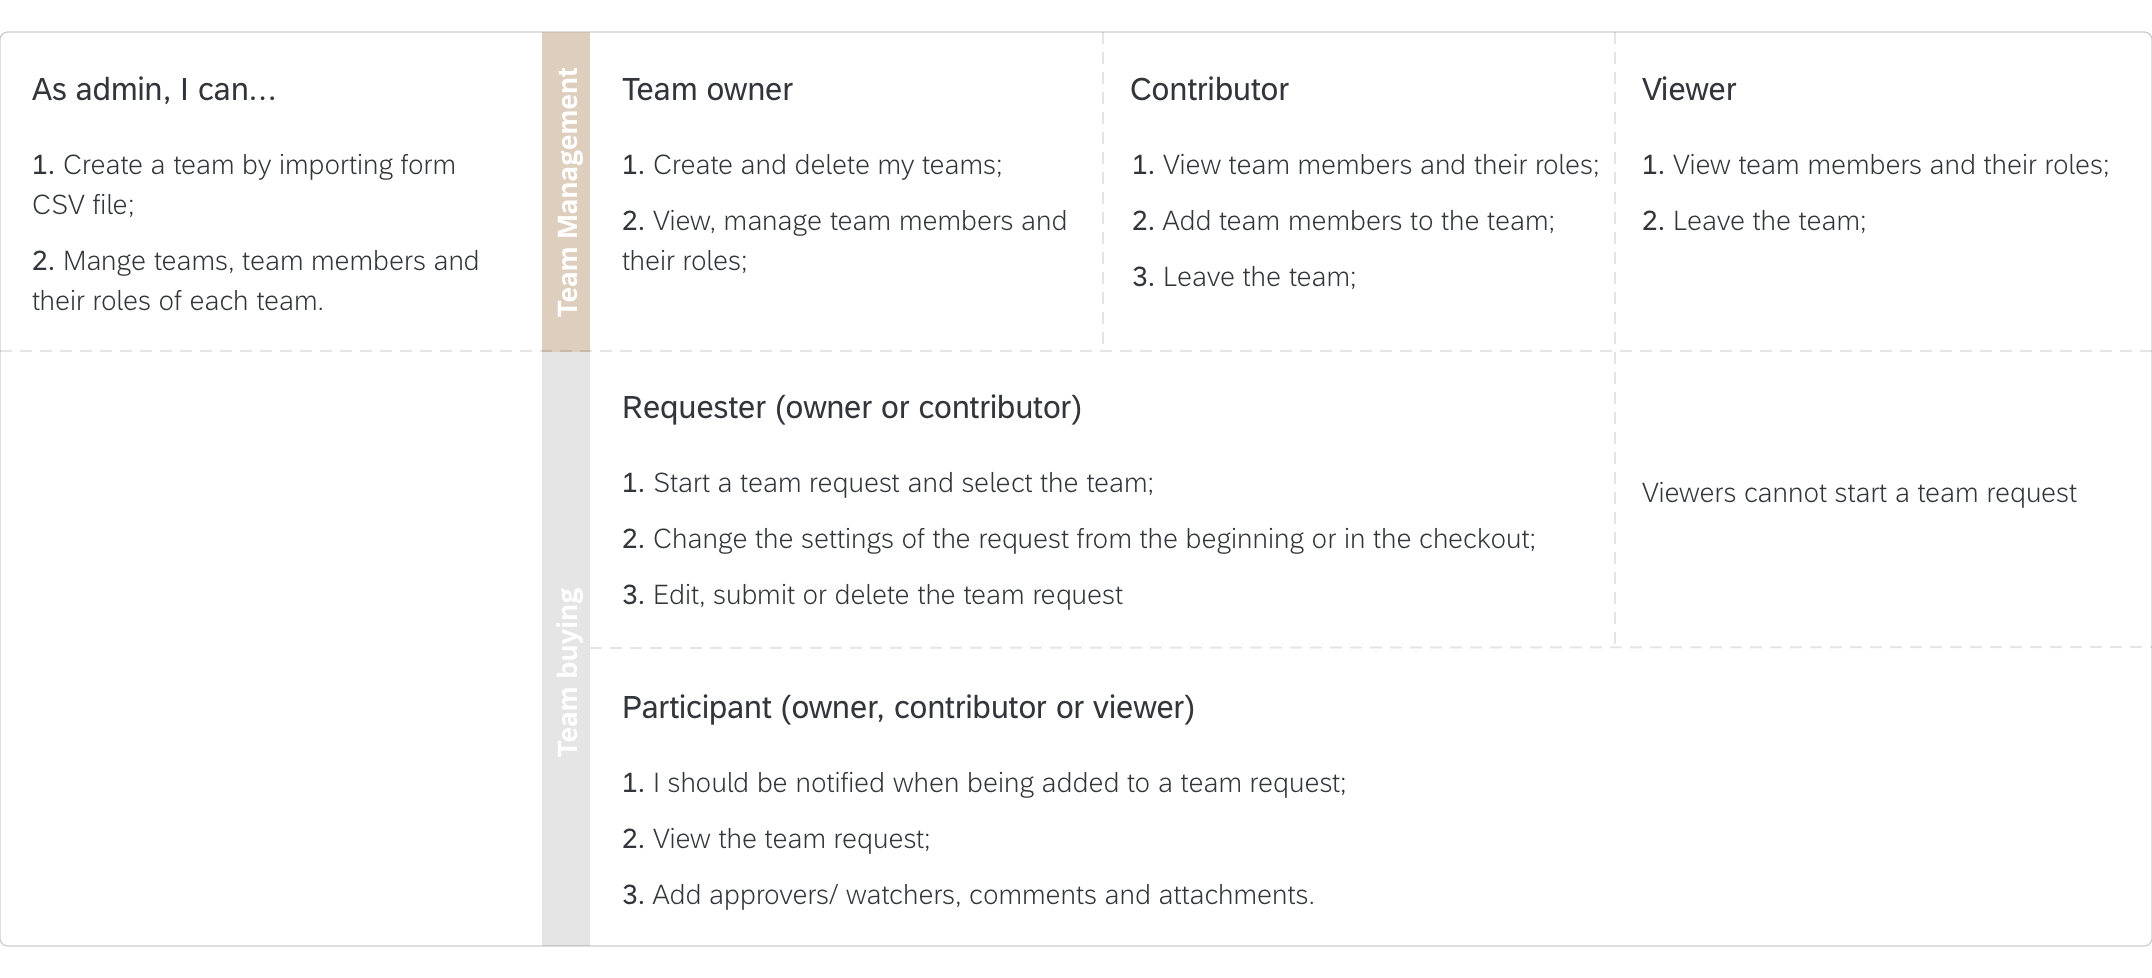 As admin, I can...
1. Create a team by importing form
CSV file;
2. Mange teams, team members and
their roles of each team.
Team Management
Team owner
1. Create and delete my teams;
2. View, manage team members and
their roles;
Contributor
1. View team members and their roles;
2. Add team members to the team;
3. Leave the team;
Viewer
1. View team members and their roles;
2. Leave the team;
Team buying
Requester (owner or contributor)
1. Start a team request and select the team;
2. Change the settings of the request from the beginning or in the checkout;
3. Edit, submit or delete the team request
Viewers cannot start a team request
Participant (owner, contributor or viewer)
1. I should be notified when being added to a team request;
2. View the team request;
3. Add approvers/ watchers, comments and attachments.